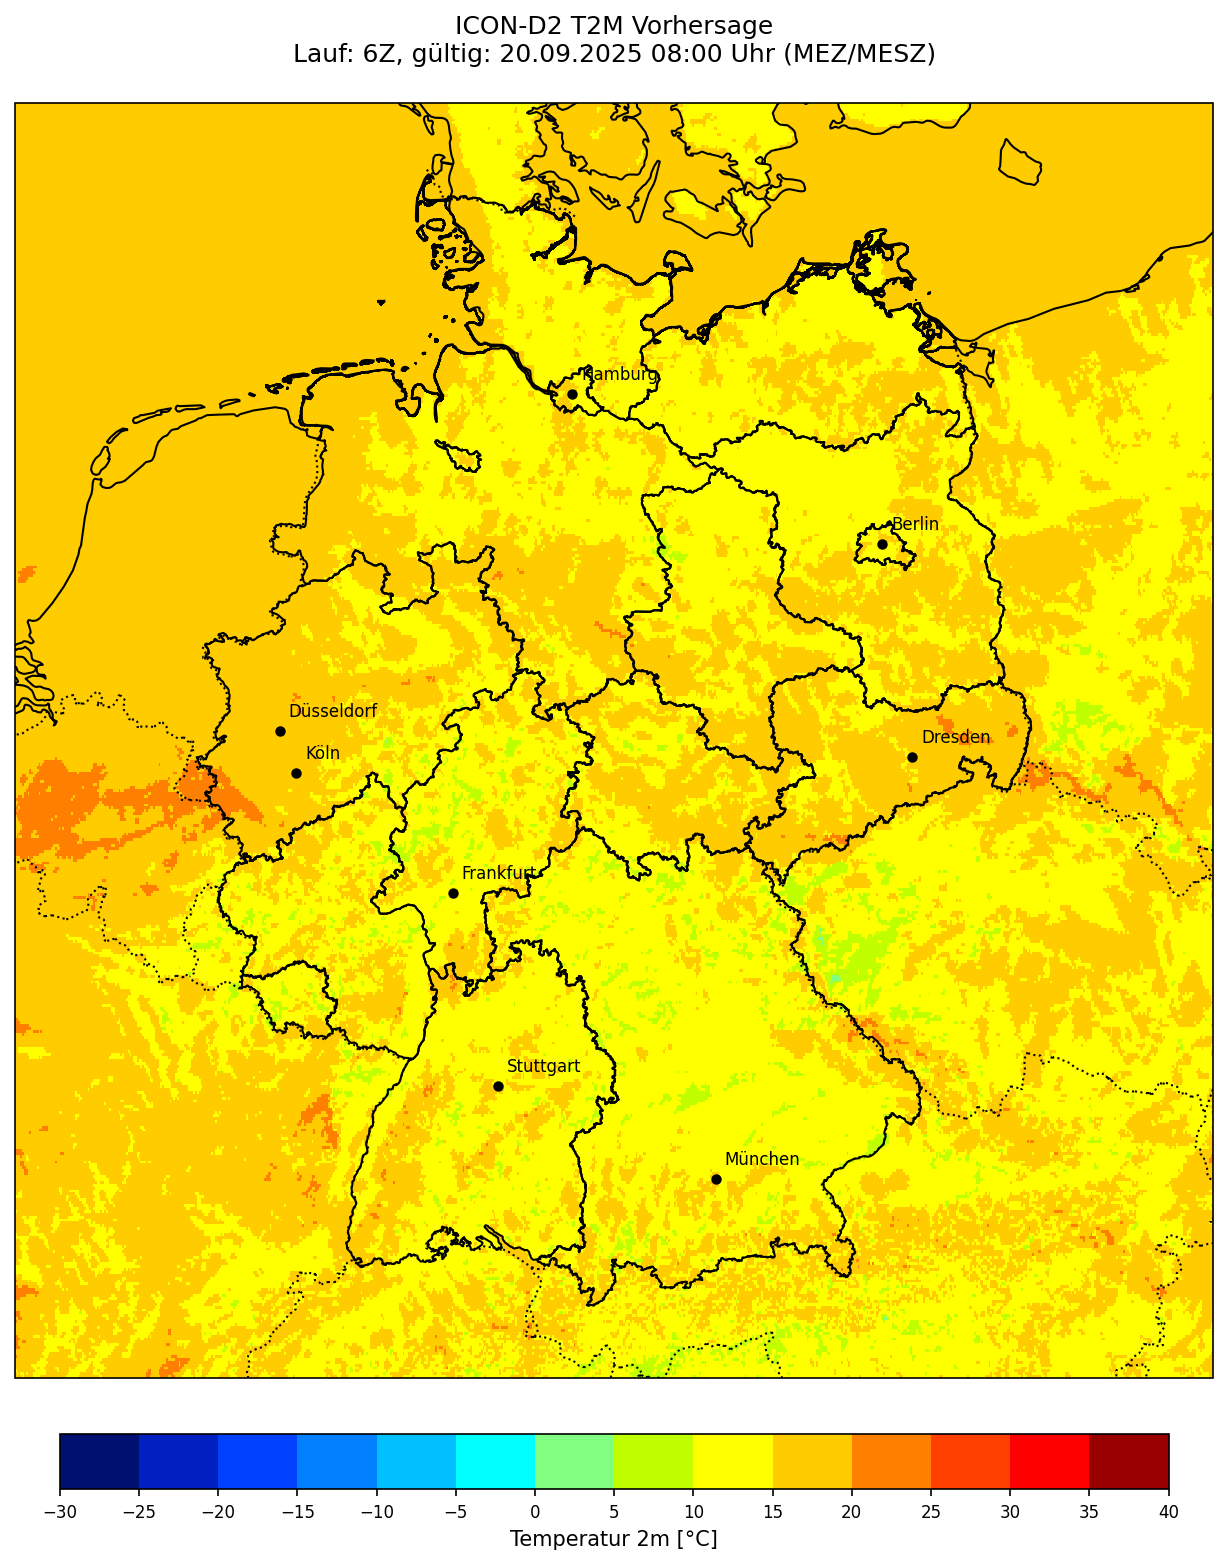 ICON-D2 T2M Vorhersage
Lauf: 6Z, gültig: 20.09.2025 08:00 Uhr (MEZ/MESZ)
Hamburg
Berlin
Düsseldorf
Dresden
Köln
Frankfurt
Stuttgart
München
−30 −25 −20 −15 −10 −5 0 5 10 15 20 25 30 35 40
Temperatur 2m [°C]